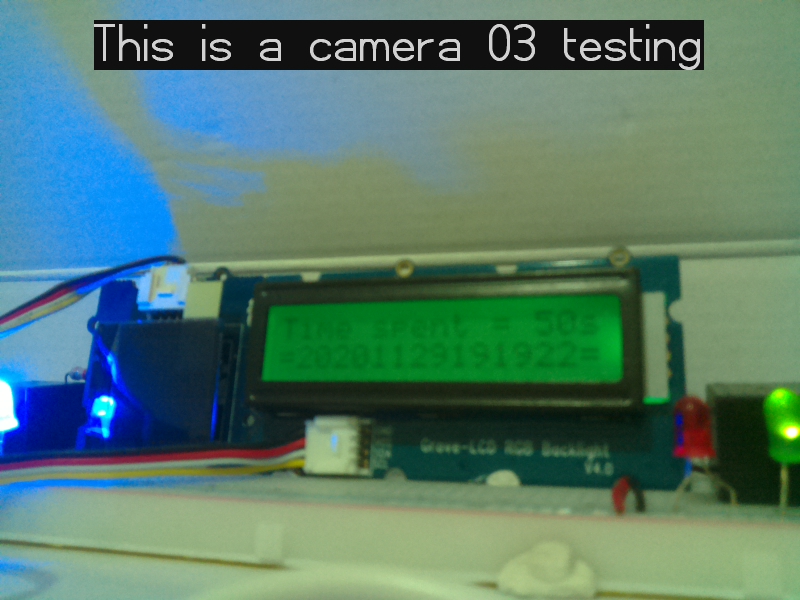 This is a camera 03 testing
Time spent = 50s
=20201129191922=
Grove-LCD RGB Backlight
V4.0